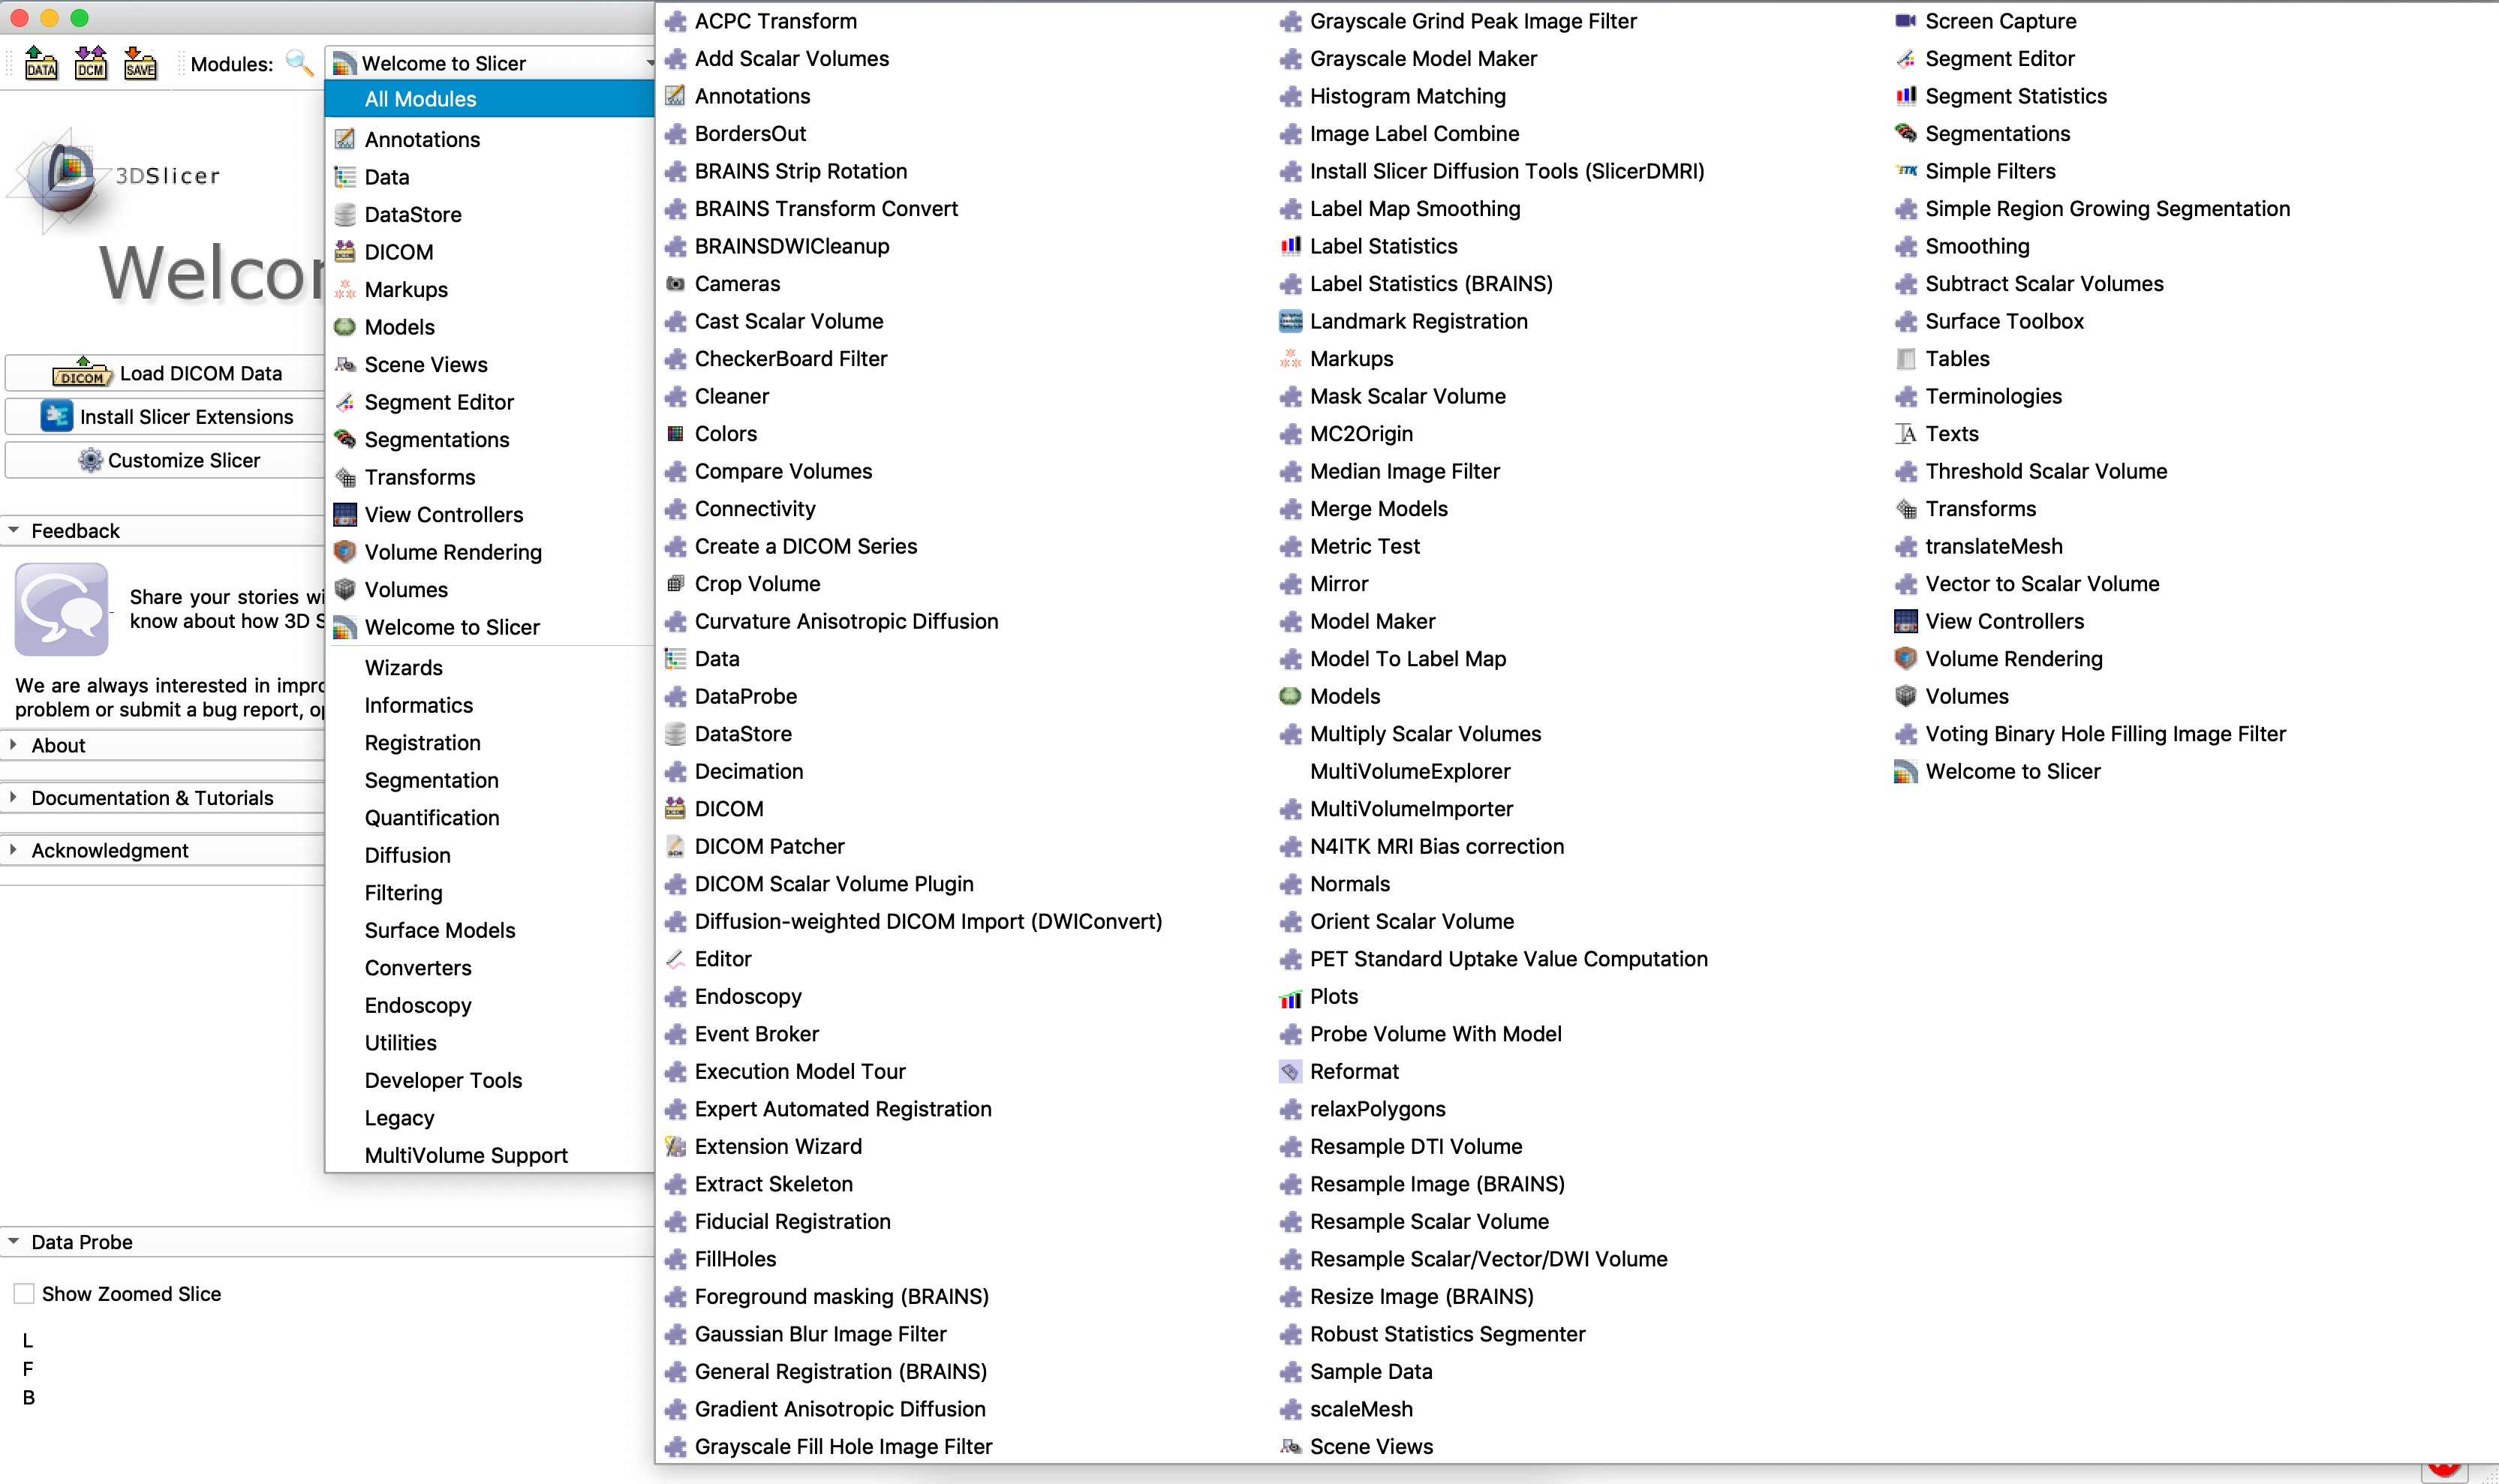 DATA
DCM
SAVE
Modules:
Welcome to Slicer
3DSlicer
Load DICOM Data
Install Slicer Extensions
Customize Slicer
Feedback
Share your stories
know about how 3D
We are always interested in
problem or submit a bug report,
About
Documentation & Tutorials
Acknowledgment
Data Probe
Show Zoomed Slice
L
F
B
All Modules
Annotations
Data
DataStore
DICOM
Markups
Models
Scene Views
Segment Editor
Segmentations
Transforms
View Controllers
Volume Rendering
Volumes
Welcome to Slicer
Wizards
Informatics
Registration
Segmentation
Quantification
Diffusion
Filtering
Surface Models
Converters
Endoscopy
Utilities
Developer Tools
Legacy
MultiVolume Support
ACPC Transform
Add Scalar Volumes
Annotations
BordersOut
BRAINS Strip Rotation
BRAINS Transform Convert
BRAINSDWICleanup
Cameras
Cast Scalar Volume
CheckerBoard Filter
Cleaner
Colors
Compare Volumes
Connectivity
Create a DICOM Series
Crop Volume
Curvature Anisotropic Diffusion
Data
DataProbe
DataStore
Decimation
DICOM
DICOM Patcher
DICOM Scalar Volume Plugin
Diffusion-weighted DICOM Import (DWIConvert)
Editor
Endoscopy
Event Broker
Execution Model Tour
Expert Automated Registration
Extension Wizard
Extract Skeleton
Fiducial Registration
FillHoles
Foreground masking (BRAINS)
Gaussian Blur Image Filter
General Registration (BRAINS)
Gradient Anisotropic Diffusion
Grayscale Fill Hole Image Filter
Grayscale Grind Peak Image Filter
Grayscale Model Maker
Histogram Matching
Image Label Combine
Install Slicer Diffusion Tools (SlicerDMRI)
Label Map Smoothing
Label Statistics
Label Statistics (BRAINS)
Landmark Registration
Markups
Mask Scalar Volume
MC2Origin
Median Image Filter
Merge Models
Metric Test
Mirror
Model Maker
Model To Label Map
Models
Multiply Scalar Volumes
MultiVolumeExplorer
MultiVolumeImporter
N4ITK MRI Bias correction
Normals
Orient Scalar Volume
PET Standard Uptake Value Computation
Plots
Probe Volume With Model
Reformat
relaxPolygons
Resample DTI Volume
Resample Image (BRAINS)
Resample Scalar Volume
Resample Scalar/Vector/DWI Volume
Resize Image (BRAINS)
Robust Statistics Segmenter
Sample Data
scaleMesh
Scene Views
Screen Capture
Segment Editor
Segment Statistics
Segmentations
Simple Filters
Simple Region Growing Segmentation
Smoothing
Subtract Scalar Volumes
Surface Toolbox
Tables
Terminologies
Texts
Threshold Scalar Volume
Transforms
translateMesh
Vector to Scalar Volume
View Controllers
Volume Rendering
Volumes
Voting Binary Hole Filling Image Filter
Welcome to Slicer